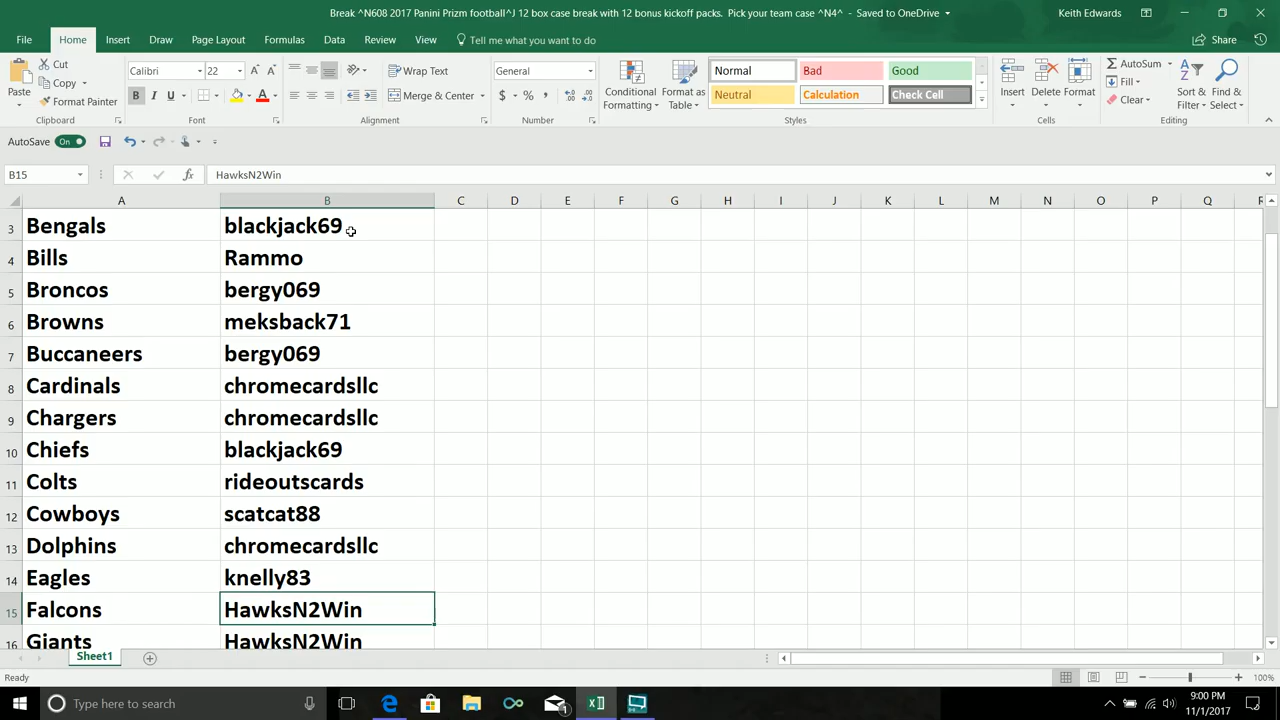 Break ^N608 2017 Panini Prizm football^J 12 box case break with 12 bonus kickoff packs. Pick your team case ^N4^ - Saved to OneDrive
Keith Edwards
File Home Insert Draw Page Layout Formulas Data Review View Tell me what you want to do Share
Paste Cut Copy Format Painter
Clipboard
Calibri 22
B I U
Font
Wrap Text
Merge & Center
Alignment
General
$ % ,
Number
Conditional Formatting
Format as Table
Normal Bad Good
Neutral Calculation Check Cell
Styles
Insert Delete Format
Cells
AutoSum
Fill
Clear
Sort & Filter
Find & Select
Editing
AutoSave On
B15 fx HawksN2Win
A B C D E F G H I J K L M N O P Q R
3 Bengals blackjack69
4 Bills Rammo
5 Broncos bergy069
6 Browns meksback71
7 Buccaneers bergy069
8 Cardinals chromecardsllc
9 Chargers chromecardsllc
10 Chiefs blackjack69
11 Colts rideoutscards
12 Cowboys scatcat88
13 Dolphins chromecardsllc
14 Eagles knelly83
15 Falcons HawksN2Win
16 Giants HawksN2Win
Sheet1
Ready
100%
Type here to search
9:00 PM
11/1/2017